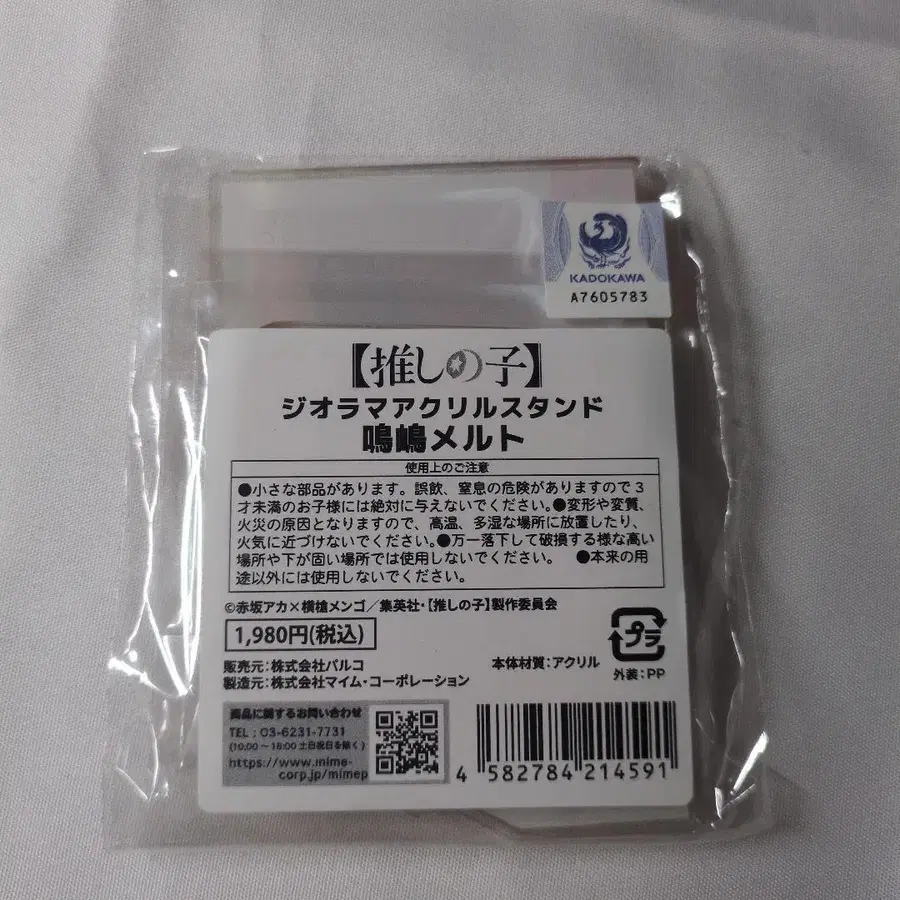 KADOKAWA
A7605783
【推しの子】
ジオラマアクリルスタンド
鳴嶋メルト
使用上のご注意
●小さな部品があります。誤飲、窒息の危険がありますので３
才未満のお子様には絶対に与えないでください。●変形や変質、
火災の原因となりますので、高温、多湿な場所に放置したり、
火気に近づけないでください。●万一落下して破損する様な高い
場所や下が固い場所では使用しないでください。 ●本来の用
途以外には使用しないでください。
©赤坂アカ×横槍メンゴ／集英社・【推しの子】製作委員会
1,980円(税込)
プラ
販売元：株式会社パルコ
本体材質：アクリル
製造元：株式会社マイム・コーポレーション
外装：PP
商品に関するお問い合わせ
TEL：03-6231-7731
(10:00～18:00 土日祝日を除く)
https://www.mime-
corp.jp/mimep
4 582784 214591